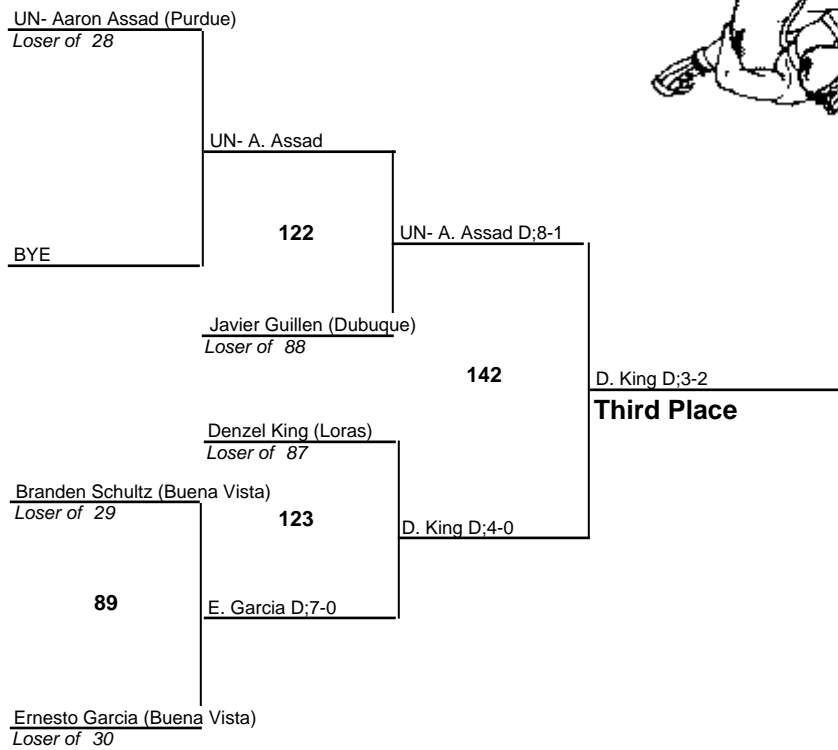 UN- Aaron Assad (Purdue)
Loser of 28
UN- A. Assad
122
UN- A. Assad D;8-1
BYE
Javier Guillen (Dubuque)
Loser of 88
142
D. King D;3-2
Third Place
Denzel King (Loras)
Loser of 87
Branden Schultz (Buena Vista)
Loser of 29
123
D. King D;4-0
89
E. Garcia D;7-0
Ernesto Garcia (Buena Vista)
Loser of 30